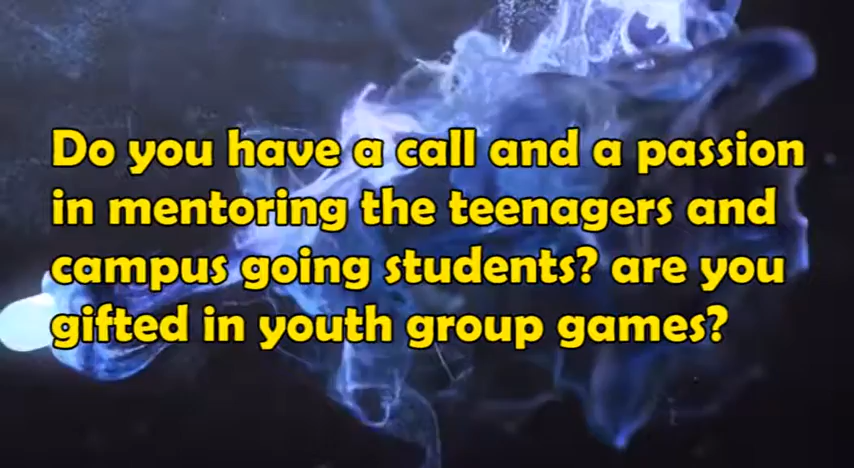 Do you have a call and a passion
in mentoring the teenagers and
campus going students? are you
gifted in youth group games?